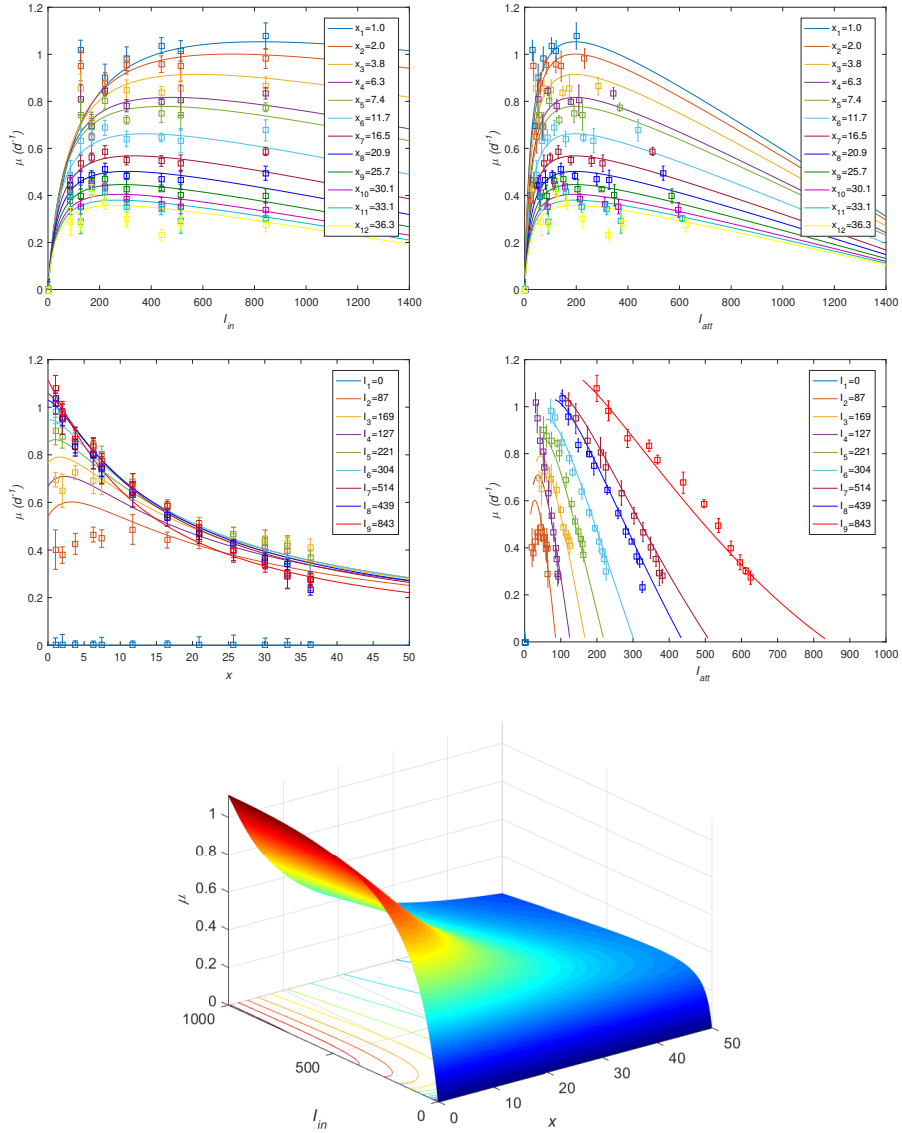 1.2
1
0.8
0.6
0.4
0.2
0
μ (d⁻¹)
0 200 400 600 800 1000 1200 1400
I_in
x₁=1.0
x₂=2.0
x₃=3.8
x₄=6.3
x₅=7.4
x₆=11.7
x₇=16.5
x₈=20.9
x₉=25.7
x₁₀=30.1
x₁₁=33.1
x₁₂=36.3
1.2
1
0.8
0.6
0.4
0.2
0
μ (d⁻¹)
0 200 400 600 800 1000 1200 1400
I_att
x₁=1.0
x₂=2.0
x₃=3.8
x₄=6.3
x₅=7.4
x₆=11.7
x₇=16.5
x₈=20.9
x₉=25.7
x₁₀=30.1
x₁₁=33.1
x₁₂=36.3
1.2
1
0.8
0.6
0.4
0.2
0
μ (d⁻¹)
0 5 10 15 20 25 30 35 40 45 50
x
I₁=0
I₂=87
I₃=169
I₄=127
I₅=221
I₆=304
I₇=514
I₈=439
I₉=843
1.2
1
0.8
0.6
0.4
0.2
0
μ (d⁻¹)
0 100 200 300 400 500 600 700 800 900 1000
I_att
I₁=0
I₂=87
I₃=169
I₄=127
I₅=221
I₆=304
I₇=514
I₈=439
I₉=843
1
0.8
0.6
0.4
0.2
0
μ
1000
500
0
I_in
0
10
20
30
40
50
x